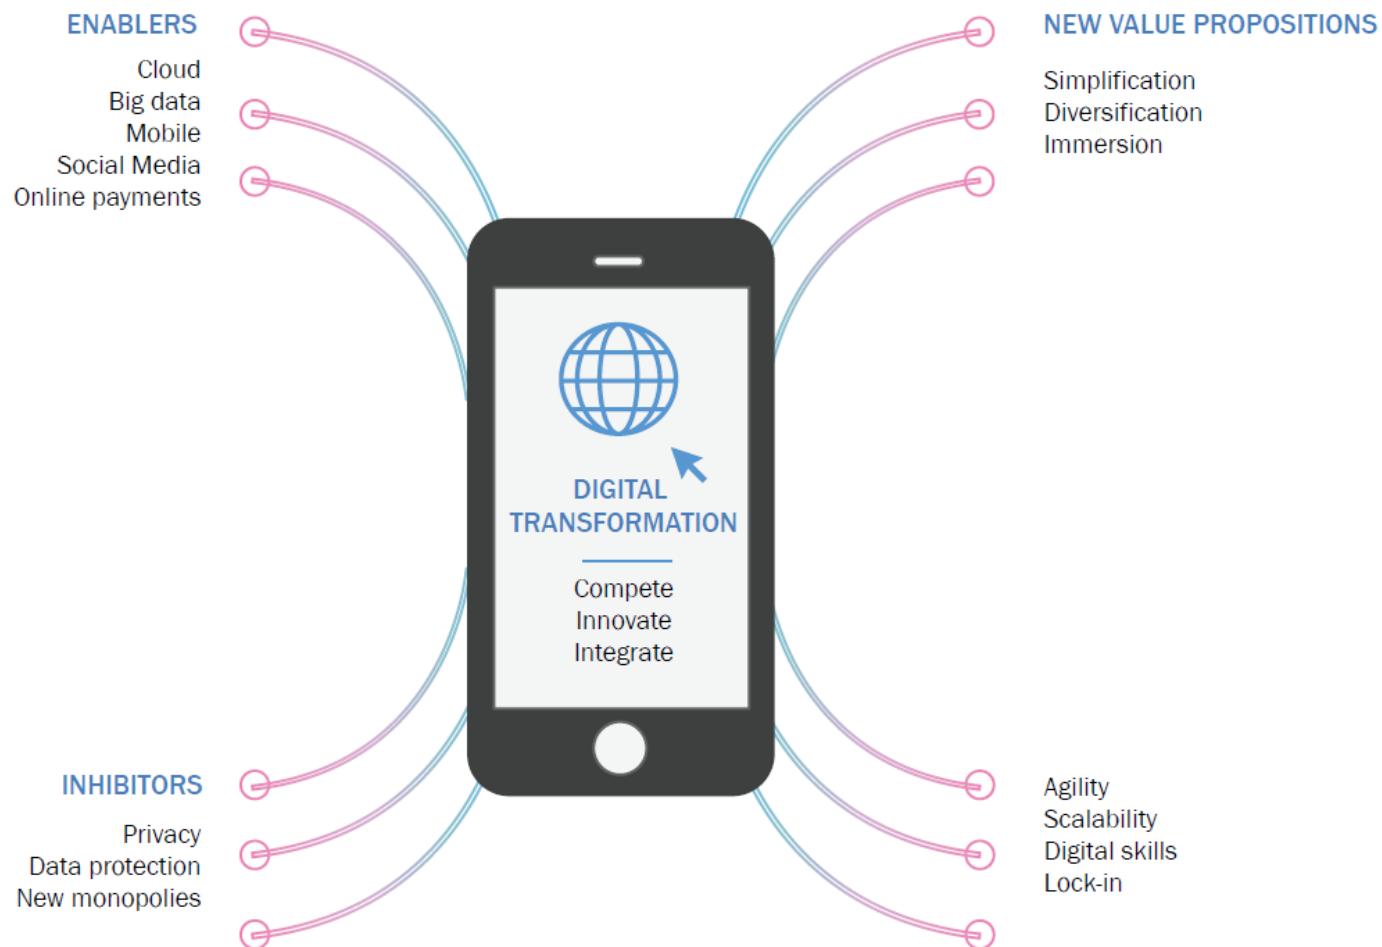 ENABLERS
Cloud
Big data
Mobile
Social Media
Online payments
NEW VALUE PROPOSITIONS
Simplification
Diversification
Immersion
DIGITAL
TRANSFORMATION
Compete
Innovate
Integrate
INHIBITORS
Privacy
Data protection
New monopolies
Agility
Scalability
Digital skills
Lock-in